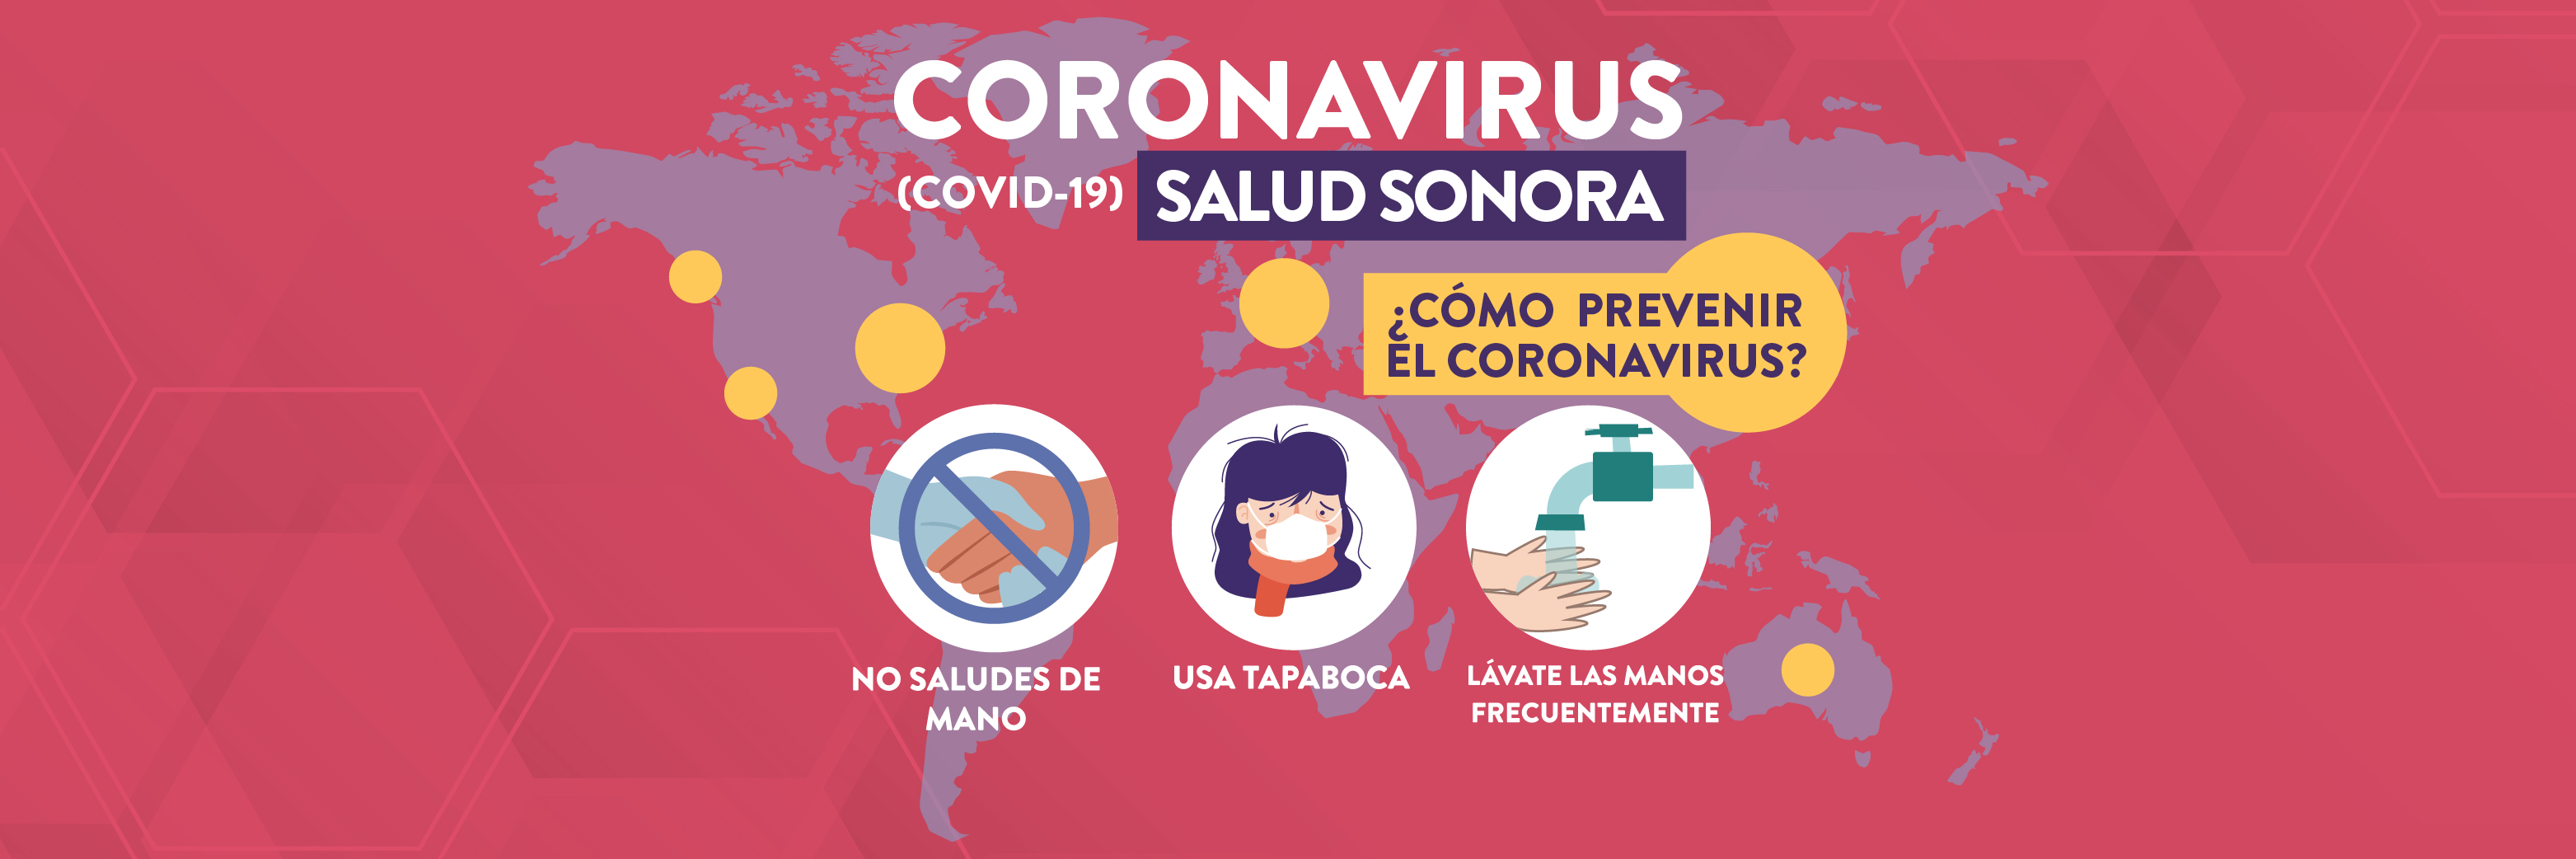 CORONAVIRUS
(COVID-19) SALUD SONORA
¿CÓMO PREVENIR
EL CORONAVIRUS?
NO SALUDES DE
MANO
USA TAPABOCA
LÁVATE LAS MANOS
FRECUENTEMENTE